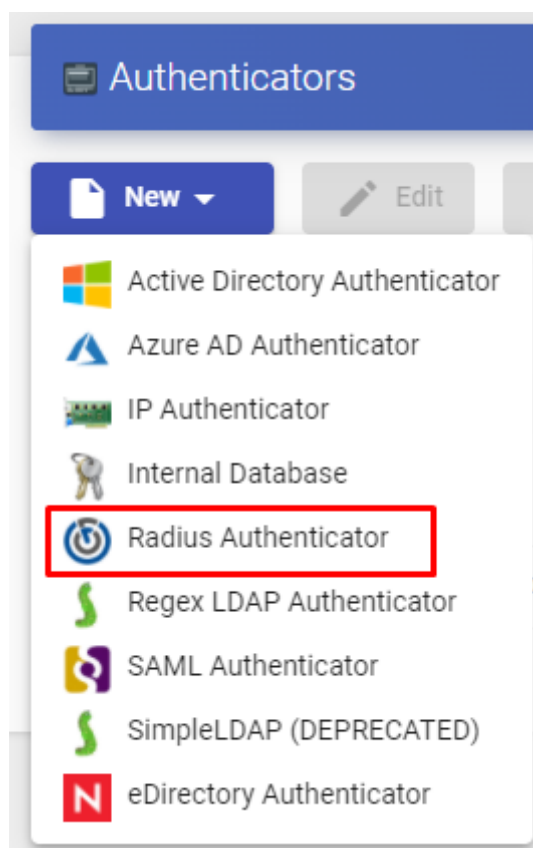 Authenticators
New
Edit
Active Directory Authenticator
Azure AD Authenticator
IP Authenticator
Internal Database
Radius Authenticator
Regex LDAP Authenticator
SAML Authenticator
SimpleLDAP (DEPRECATED)
eDirectory Authenticator